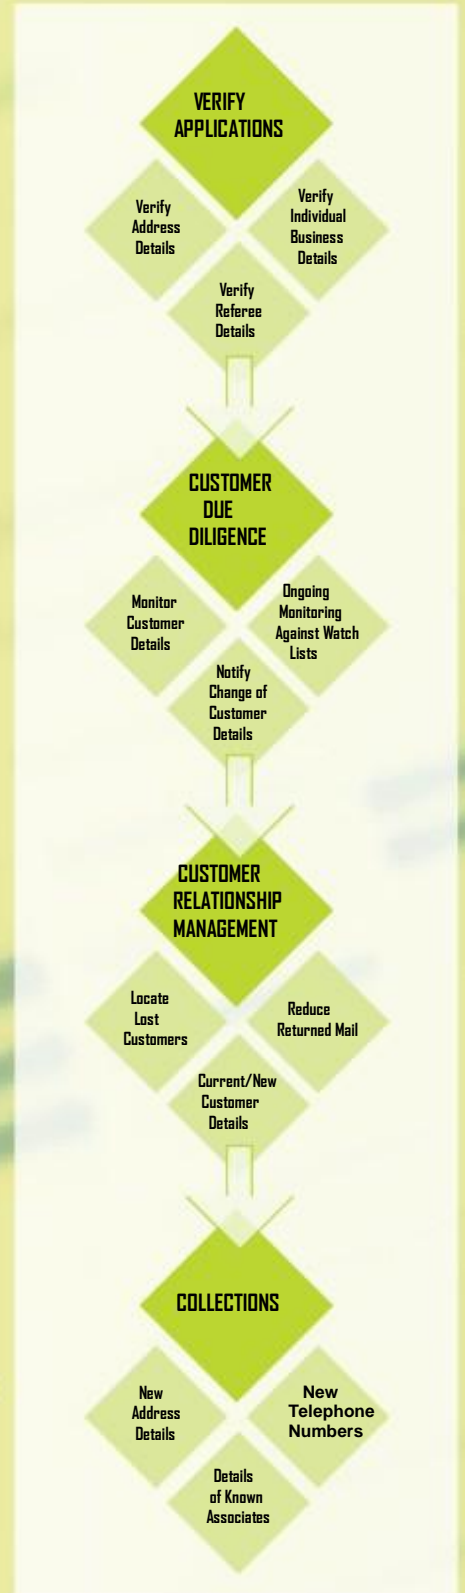 VERIFY
APPLICATIONS
Verify
Address
Details
Verify
Individual
Business
Details
Verify
Referee
Details
CUSTOMER
DUE
DILIGENCE
Monitor
Customer
Details
Ongoing
Monitoring
Against Watch
Lists
Notify
Change of
Customer
Details
CUSTOMER
RELATIONSHIP
MANAGEMENT
Locate
Lost
Customers
Reduce
Returned Mail
Current/New
Customer
Details
COLLECTIONS
New
Address
Details
New
Telephone
Numbers
Details
of Known
Associates